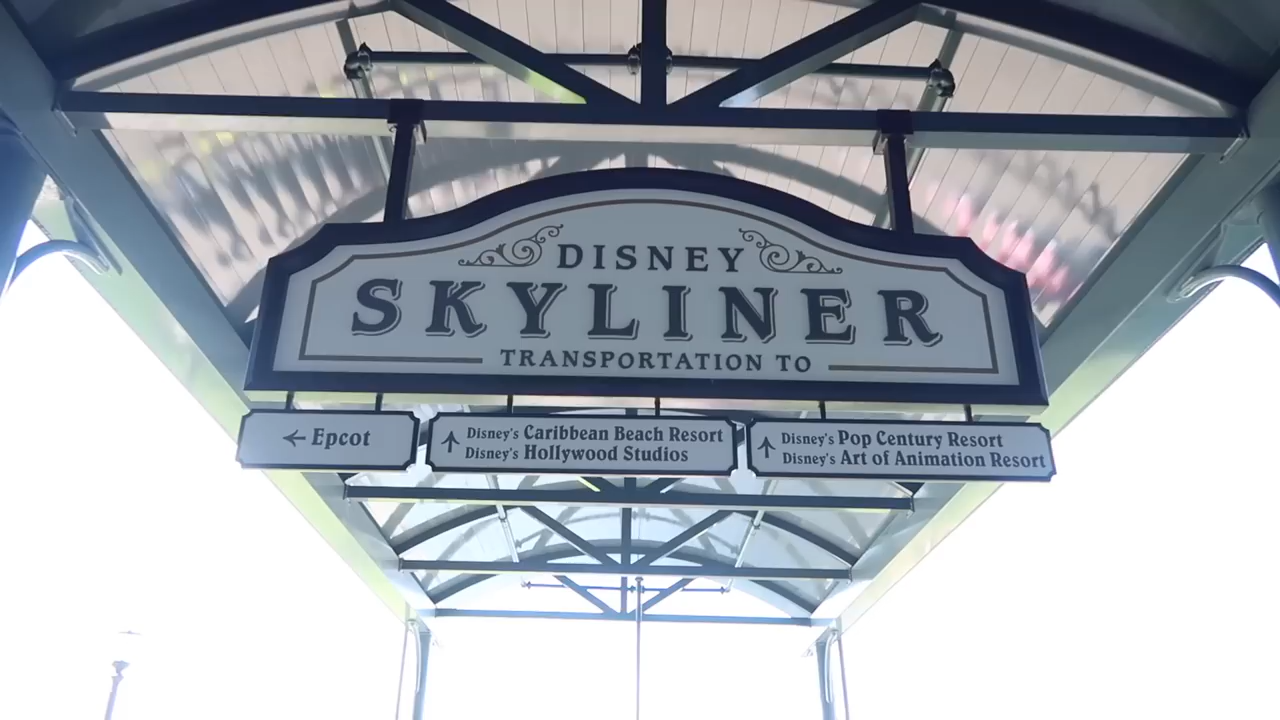 DISNEY
SKYLINER
TRANSPORTATION TO
← Epcot
↑ Disney's Caribbean Beach Resort
Disney's Hollywood Studios
↑ Disney's Pop Century Resort
Disney's Art of Animation Resort